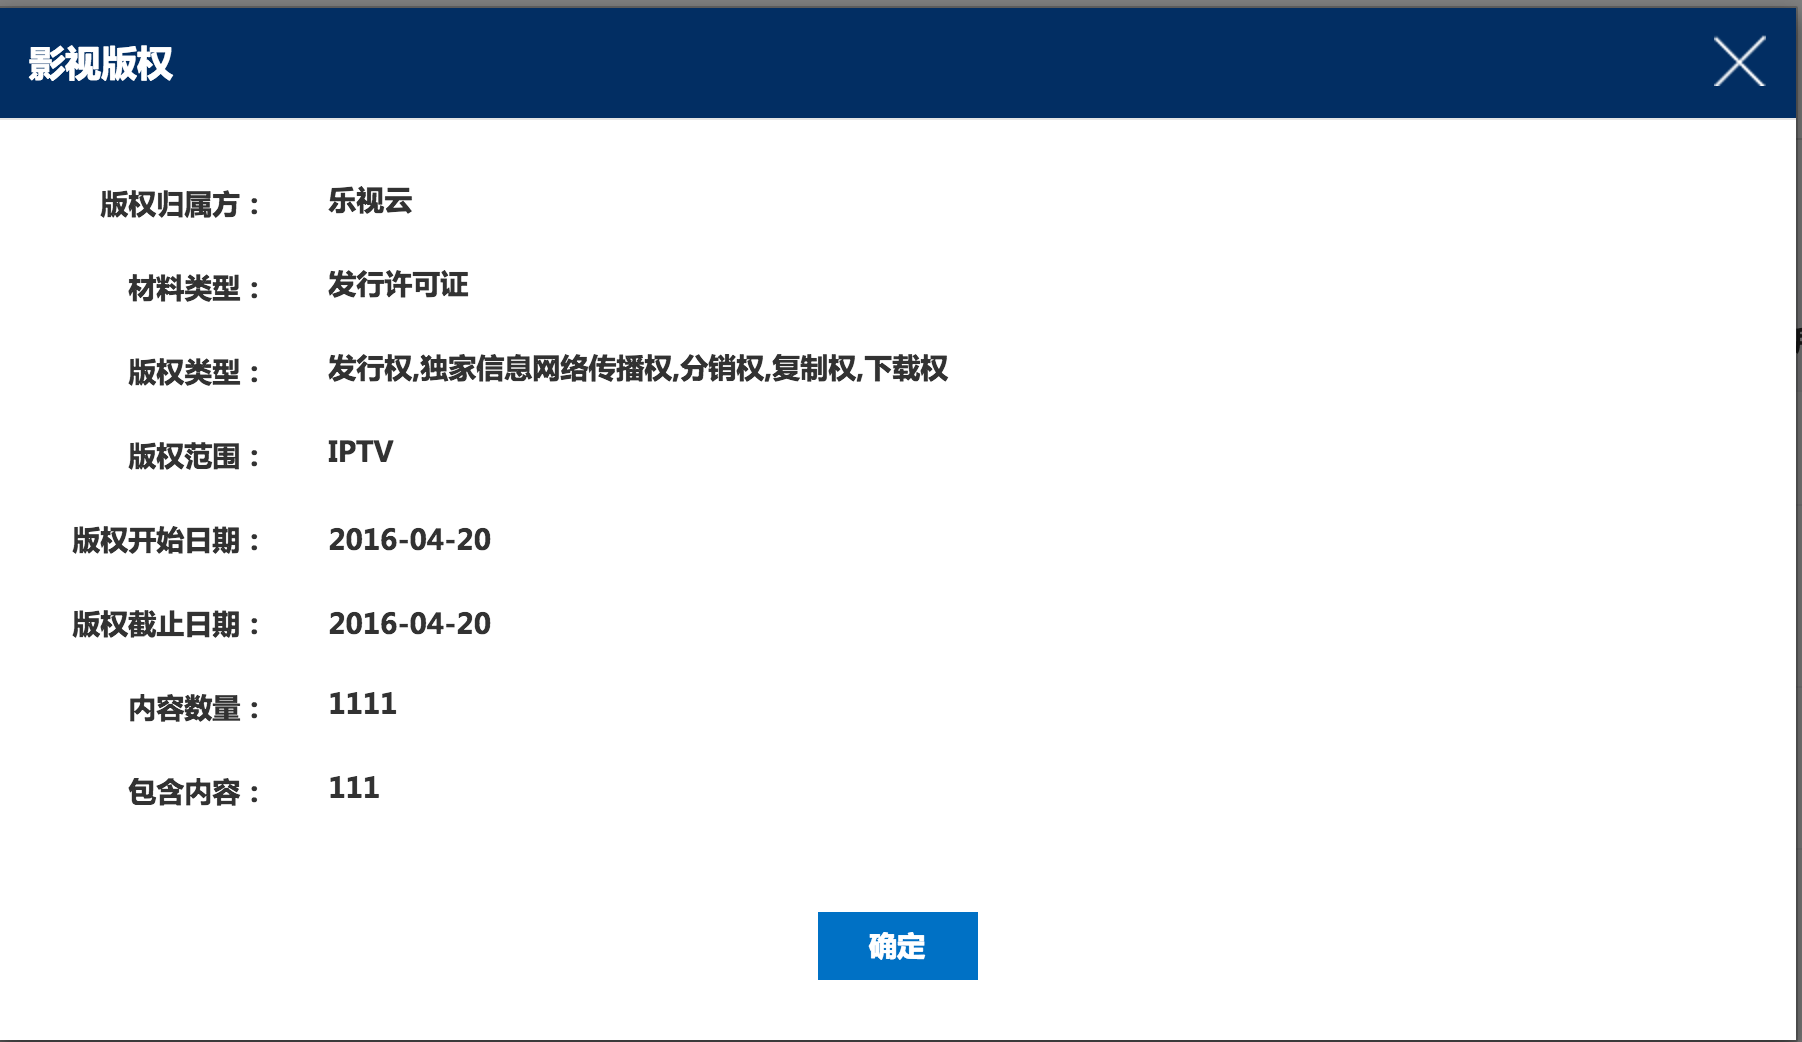 影视版权
版权归属方： 乐视云
材料类型： 发行许可证
版权类型： 发行权,独家信息网络传播权,分销权,复制权,下载权
版权范围： IPTV
版权开始日期： 2016-04-20
版权截止日期： 2016-04-20
内容数量： 1111
包含内容： 111
确定